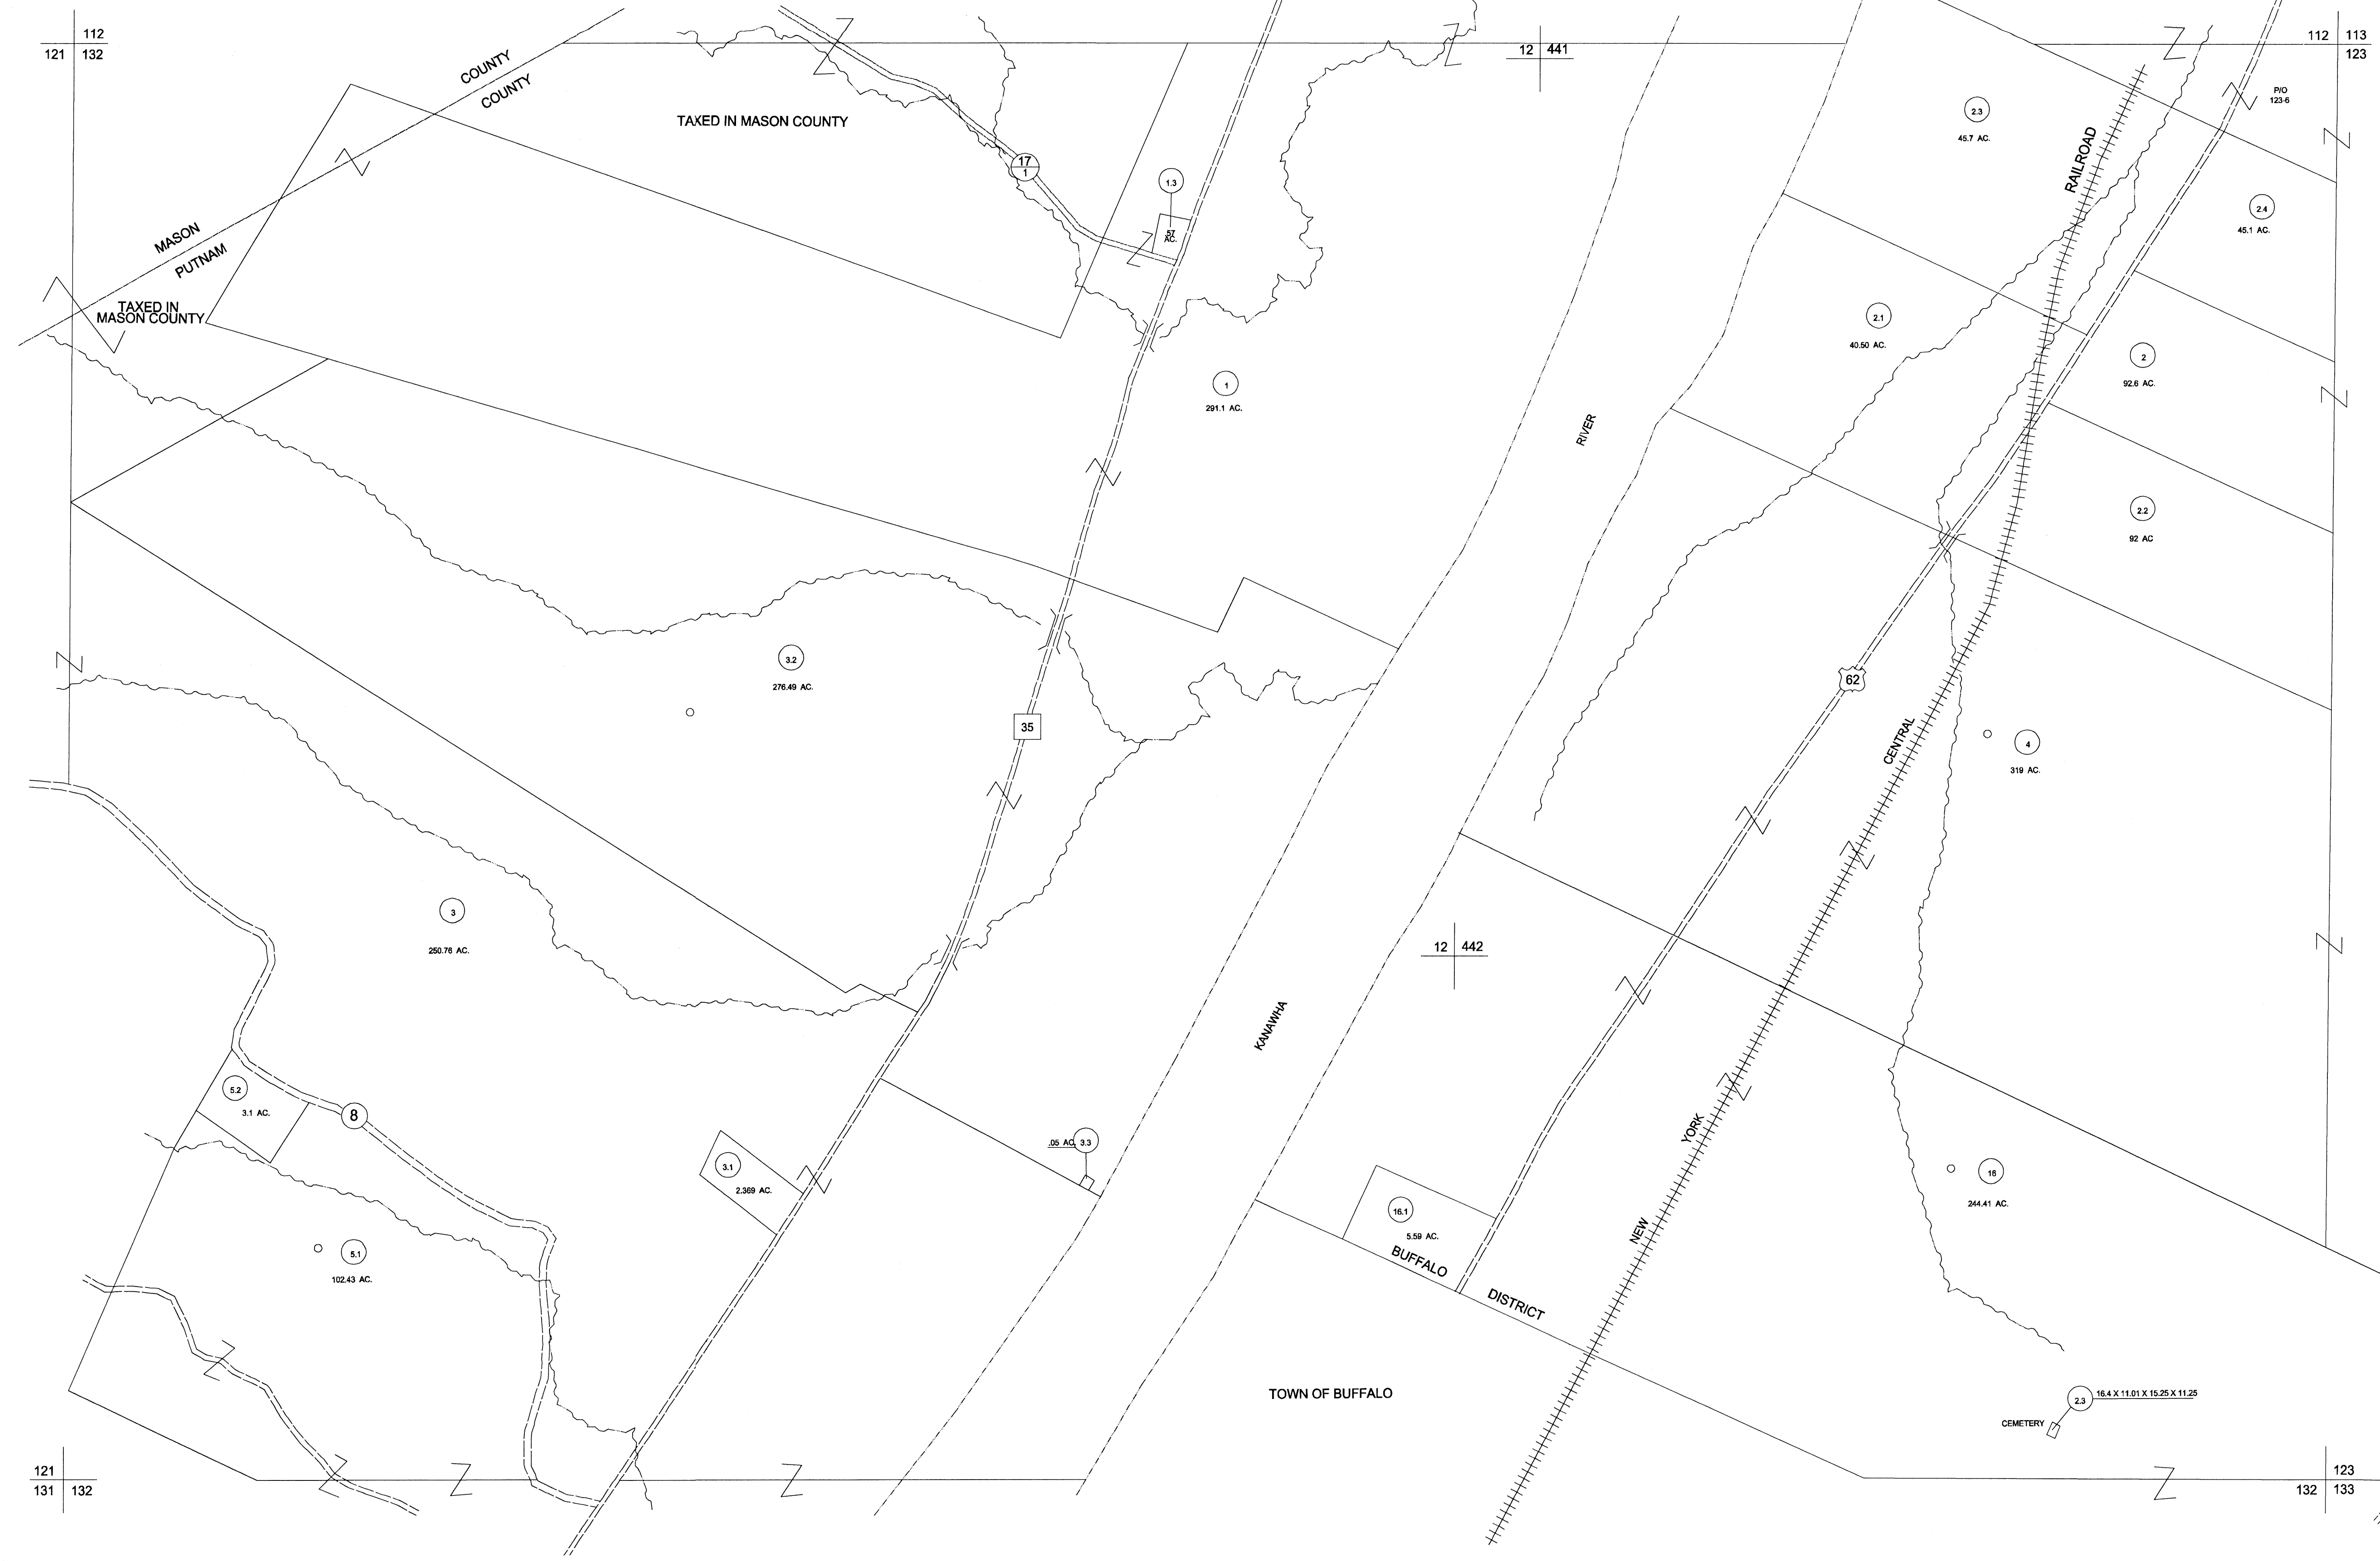 112
121 132
COUNTY
COUNTY
MASON
PUTNAM
TAXED IN
MASON COUNTY
TAXED IN MASON COUNTY
17
1
1.3
.57
AC.
12 441
112 113
123
P/O
123-6
2.3
45.7 AC.
RAILROAD
2.4
45.1 AC.
2.1
40.50 AC.
2
92.6 AC.
1
291.1 AC.
RIVER
2.2
92 AC
3.2
276.49 AC.
35
62
CENTRAL
4
319 AC.
3
250.76 AC.
12 442
KANAWHA
5.2
3.1 AC.
8
.05 AC. 3.3
3.1
2.369 AC.
YORK
16
244.41 AC.
16.1
5.59 AC.
NEW
BUFFALO
DISTRICT
5.1
102.43 AC.
TOWN OF BUFFALO
2.3 16.4 X 11.01 X 15.25 X 11.25
CEMETERY
121
131 132
123
132 133